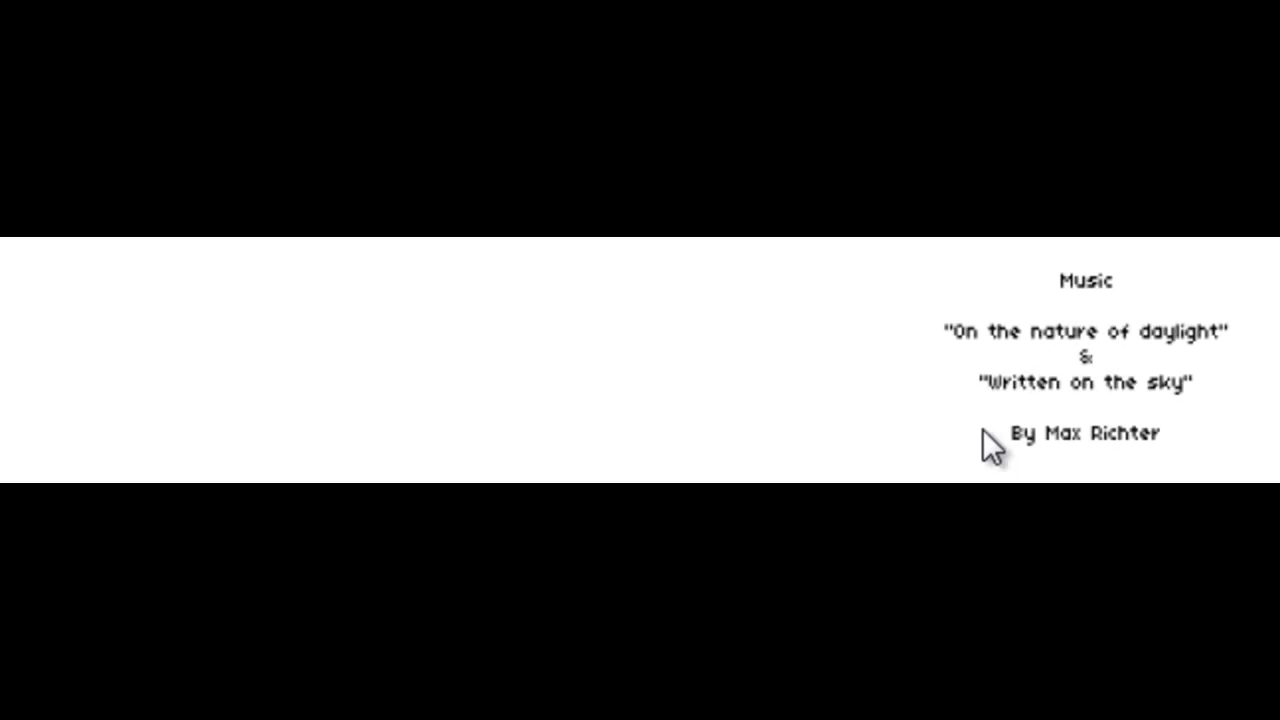 Music
"On the nature of daylight"
&
"Written on the sky"
By Max Richter